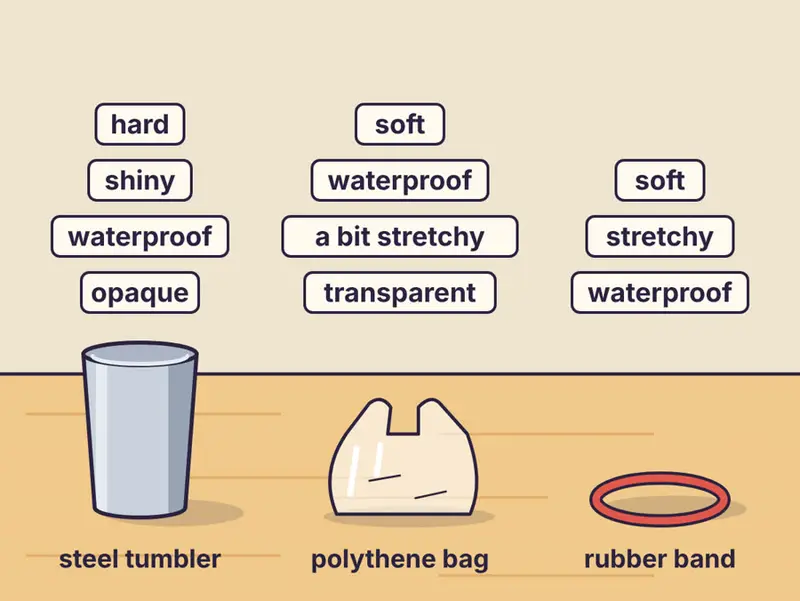 hard
shiny
waterproof
opaque
steel tumbler
soft
waterproof
a bit stretchy
transparent
polythene bag
soft
stretchy
waterproof
rubber band